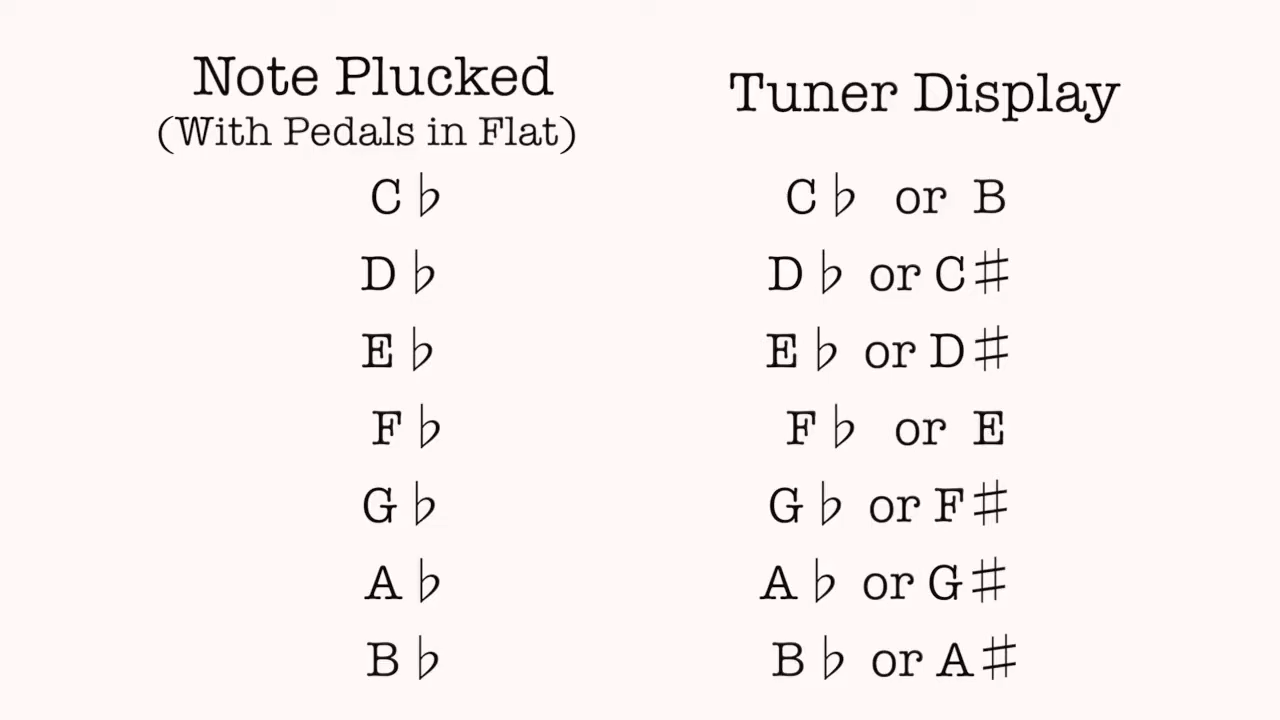 Note Plucked Tuner Display
(With Pedals in Flat)
C♭ C♭ or B
D♭ D♭ or C♯
E♭ E♭ or D♯
F♭ F♭ or E
G♭ G♭ or F♯
A♭ A♭ or G♯
B♭ B♭ or A♯